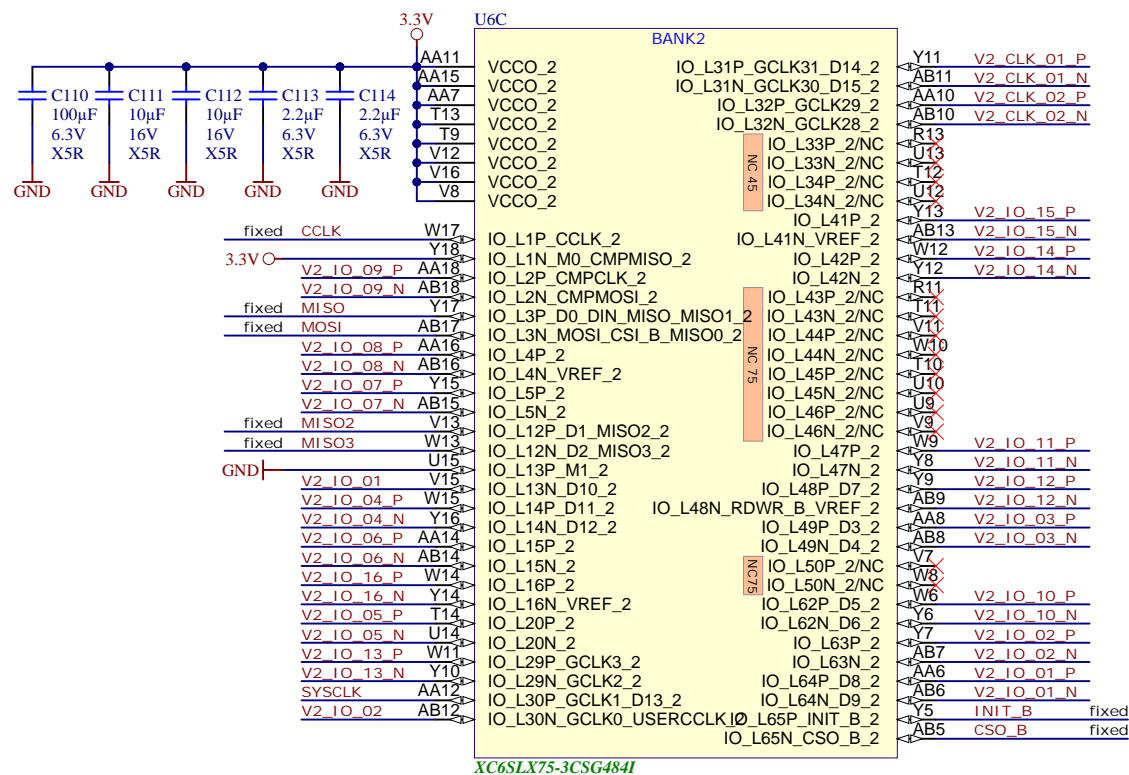 3.3V
U6C
BANK2
AA11 VCCO_2
AA15 VCCO_2
AA7 VCCO_2
T13 VCCO_2
T9 VCCO_2
V12 VCCO_2
V16 VCCO_2
V8 VCCO_2
C110 100µF 6.3V X5R
C111 10µF 16V X5R
C112 10µF 16V X5R
C113 2.2µF 6.3V X5R
C114 2.2µF 6.3V X5R
GND GND GND GND GND
fixed CCLK W17 IO_L1P_CCLK_2
3.3V Y18 IO_L1N_M0_CMPMISO_2
V2_IO_09_P AA18 IO_L2P_CMPCLK_2
V2_IO_09_N AB18 IO_L2N_CMPMOSI_2
fixed MISO Y17 IO_L3P_D0_DIN_MISO_MISO1_2
fixed MOSI AB17 IO_L3N_MOSI_CSI_B_MISO0_2
V2_IO_08_P AA16 IO_L4P_2
V2_IO_08_N AB16 IO_L4N_VREF_2
V2_IO_07_P Y15 IO_L5P_2
V2_IO_07_N AB15 IO_L5N_2
fixed MISO2 V13 IO_L12P_D1_MISO2_2
fixed MISO3 W13 IO_L12N_D2_MISO3_2
GND U15 IO_L13P_M1_2
V2_IO_01 V15 IO_L13N_D10_2
V2_IO_04_P W15 IO_L14P_D11_2
V2_IO_04_N Y16 IO_L14N_D12_2
V2_IO_06_P AA14 IO_L15P_2
V2_IO_06_N AB14 IO_L15N_2
V2_IO_16_P W14 IO_L16P_2
V2_IO_16_N Y14 IO_L16N_VREF_2
V2_IO_05_P T14 IO_L20P_2
V2_IO_05_N U14 IO_L20N_2
V2_IO_13_P W11 IO_L29P_GCLK3_2
V2_IO_13_N Y10 IO_L29N_GCLK2_2
SYSCLK AA12 IO_L30P_GCLK1_D13_2
V2_IO_02 AB12 IO_L30N_GCLK0_USERCCLK_2
IO_L31P_GCLK31_D14_2 Y11 V2_CLK_01_P
IO_L31N_GCLK30_D15_2 AB11 V2_CLK_01_N
IO_L32P_GCLK29_2 AA10 V2_CLK_02_P
IO_L32N_GCLK28_2 AB10 V2_CLK_02_N
NC 45
IO_L33P_2/NC R13
IO_L33N_2/NC U13
IO_L34P_2/NC T12
IO_L34N_2/NC U12
IO_L41P_2 Y13 V2_IO_15_P
IO_L41N_VREF_2 AB13 V2_IO_15_N
IO_L42P_2 W12 V2_IO_14_P
IO_L42N_2 Y12 V2_IO_14_N
NC 75
IO_L43P_2/NC R11
IO_L43N_2/NC T11
IO_L44P_2/NC V11
IO_L44N_2/NC W10
IO_L45P_2/NC T10
IO_L45N_2/NC U10
IO_L46P_2/NC U9
IO_L46N_2/NC V9
IO_L47P_2 W9 V2_IO_11_P
IO_L47N_2 Y8 V2_IO_11_N
IO_L48P_D7_2 Y9 V2_IO_12_P
IO_L48N_RDWR_B_VREF_2 AB9 V2_IO_12_N
IO_L49P_D3_2 AA8 V2_IO_03_P
IO_L49N_D4_2 AB8 V2_IO_03_N
NC75
IO_L50P_2/NC V7
IO_L50N_2/NC W8
IO_L62P_D5_2 W6 V2_IO_10_P
IO_L62N_D6_2 Y6 V2_IO_10_N
IO_L63P_2 Y7 V2_IO_02_P
IO_L63N_2 AB7 V2_IO_02_N
IO_L64P_D8_2 AA6 V2_IO_01_P
IO_L64N_D9_2 AB6 V2_IO_01_N
IO_L65P_INIT_B_2 Y5 INIT_B fixed
IO_L65N_CSO_B_2 AB5 CSO_B fixed
XC6SLX75-3CSG484I